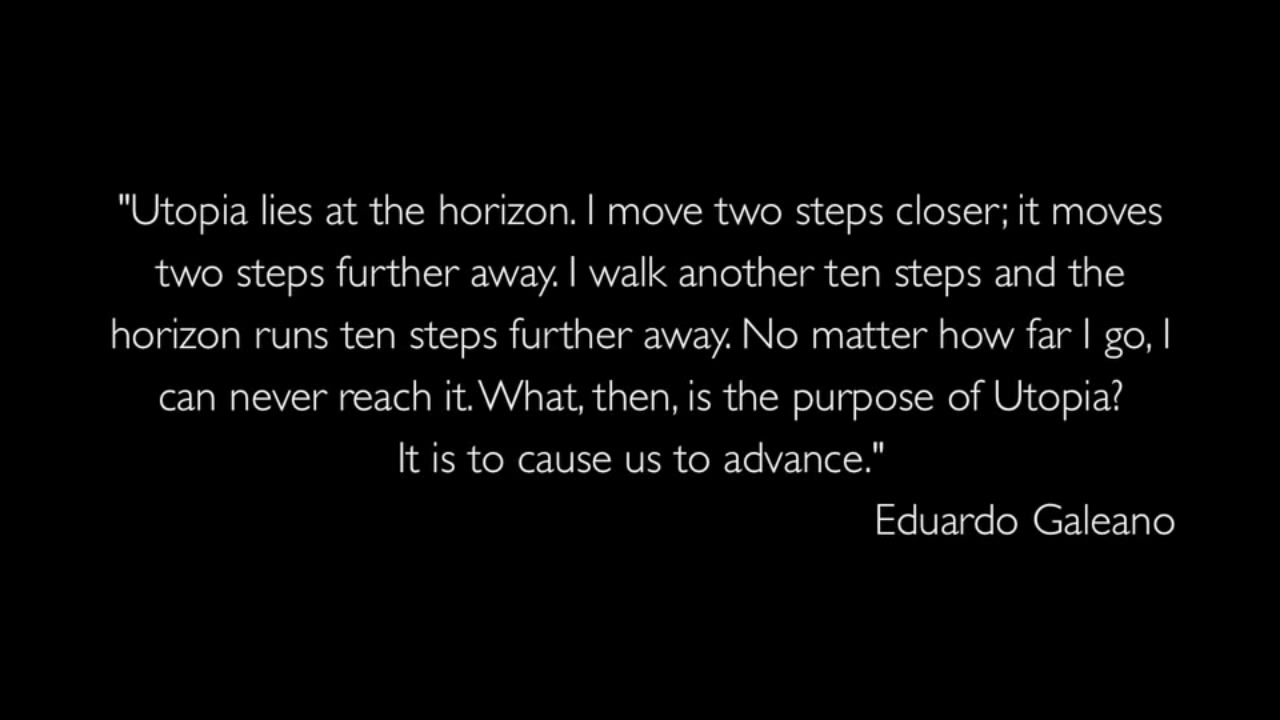 "Utopia lies at the horizon. I move two steps closer; it moves
two steps further away. I walk another ten steps and the
horizon runs ten steps further away. No matter how far I go, I
can never reach it. What, then, is the purpose of Utopia?
It is to cause us to advance."
Eduardo Galeano